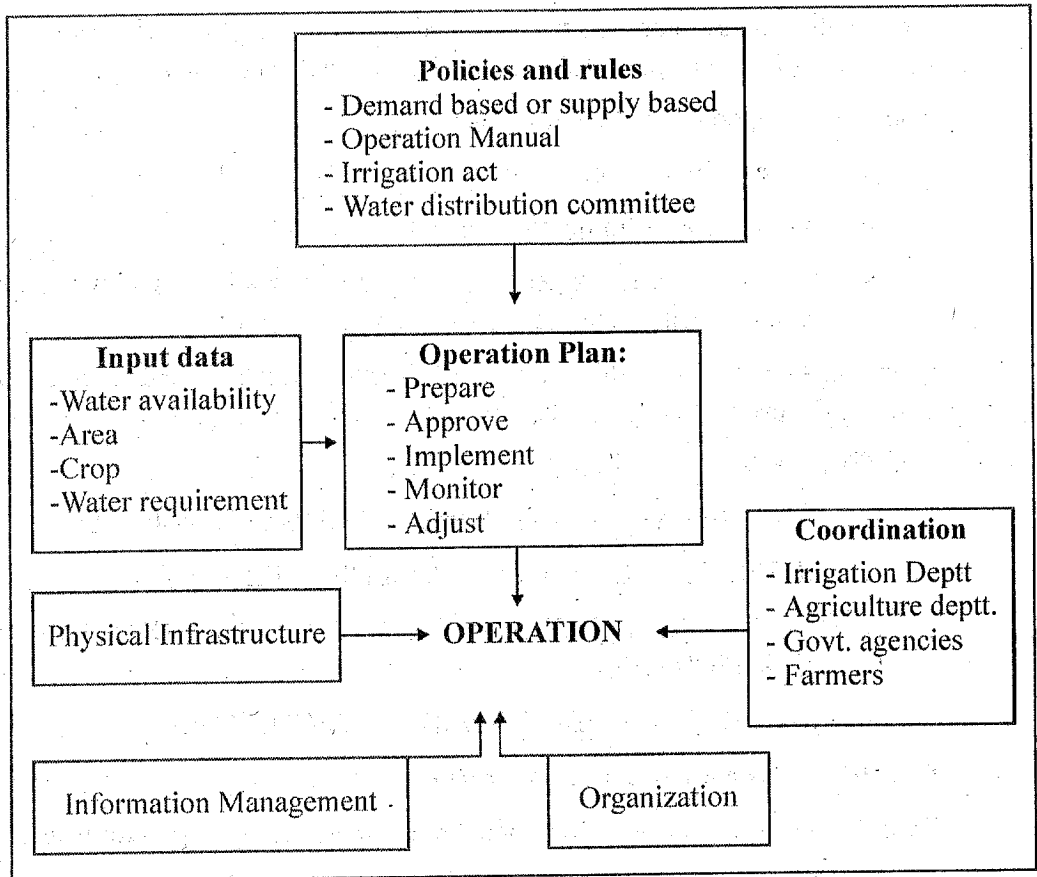 Policies and rules
- Demand based or supply based
- Operation Manual
- Irrigation act
- Water distribution committee
Input data
-Water availability
-Area
-Crop
-Water requirement
Operation Plan:
- Prepare
- Approve
- Implement
- Monitor
- Adjust
Coordination
- Irrigation Deptt
- Agriculture deptt.
- Govt. agencies
- Farmers
Physical Infrastructure
OPERATION
Information Management
Organization